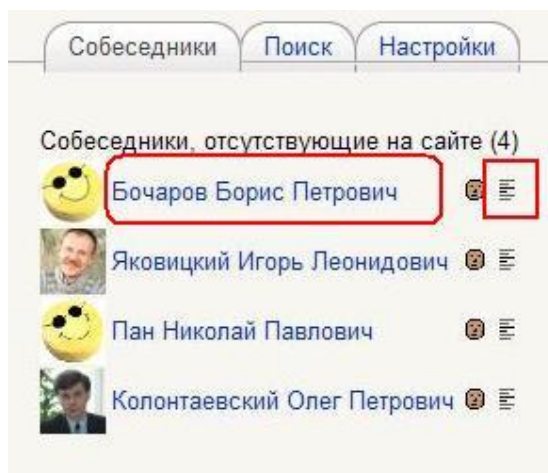 Собеседники Поиск Настройки
Собеседники, отсутствующие на сайте (4)
Бочаров Борис Петрович
Яковицкий Игорь Леонидович
Пан Николай Павлович
Колонтаевский Олег Петрович